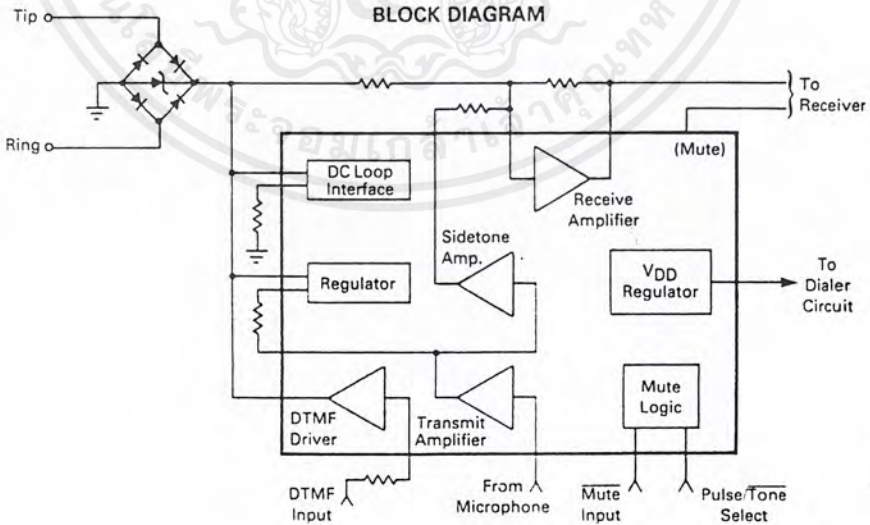 BLOCK DIAGRAM
Tip
To
Receiver
Ring
(Mute)
DC Loop
Interface
Receive
Amplifier
Sidetone
Amp.
VDD
Regulator
To
Dialer
Circuit
Regulator
Mute
Logic
DTMF
Driver
Transmit
Amplifier
DTMF
Input
From
Microphone
Mute
Input
Pulse/Tone
Select